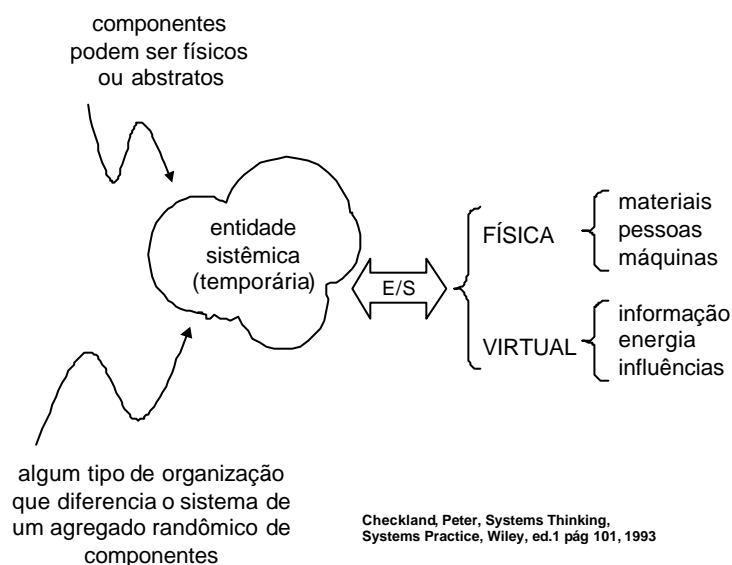 componentes
podem ser físicos
ou abstratos
entidade
sistêmica
(temporária)
E/S
FÍSICA
materiais
pessoas
máquinas
VIRTUAL
informação
energia
influências
algum tipo de organização
que diferencia o sistema de
um agregado randômico de
componentes
Checkland, Peter, Systems Thinking,
Systems Practice, Wiley, ed.1 pág 101, 1993